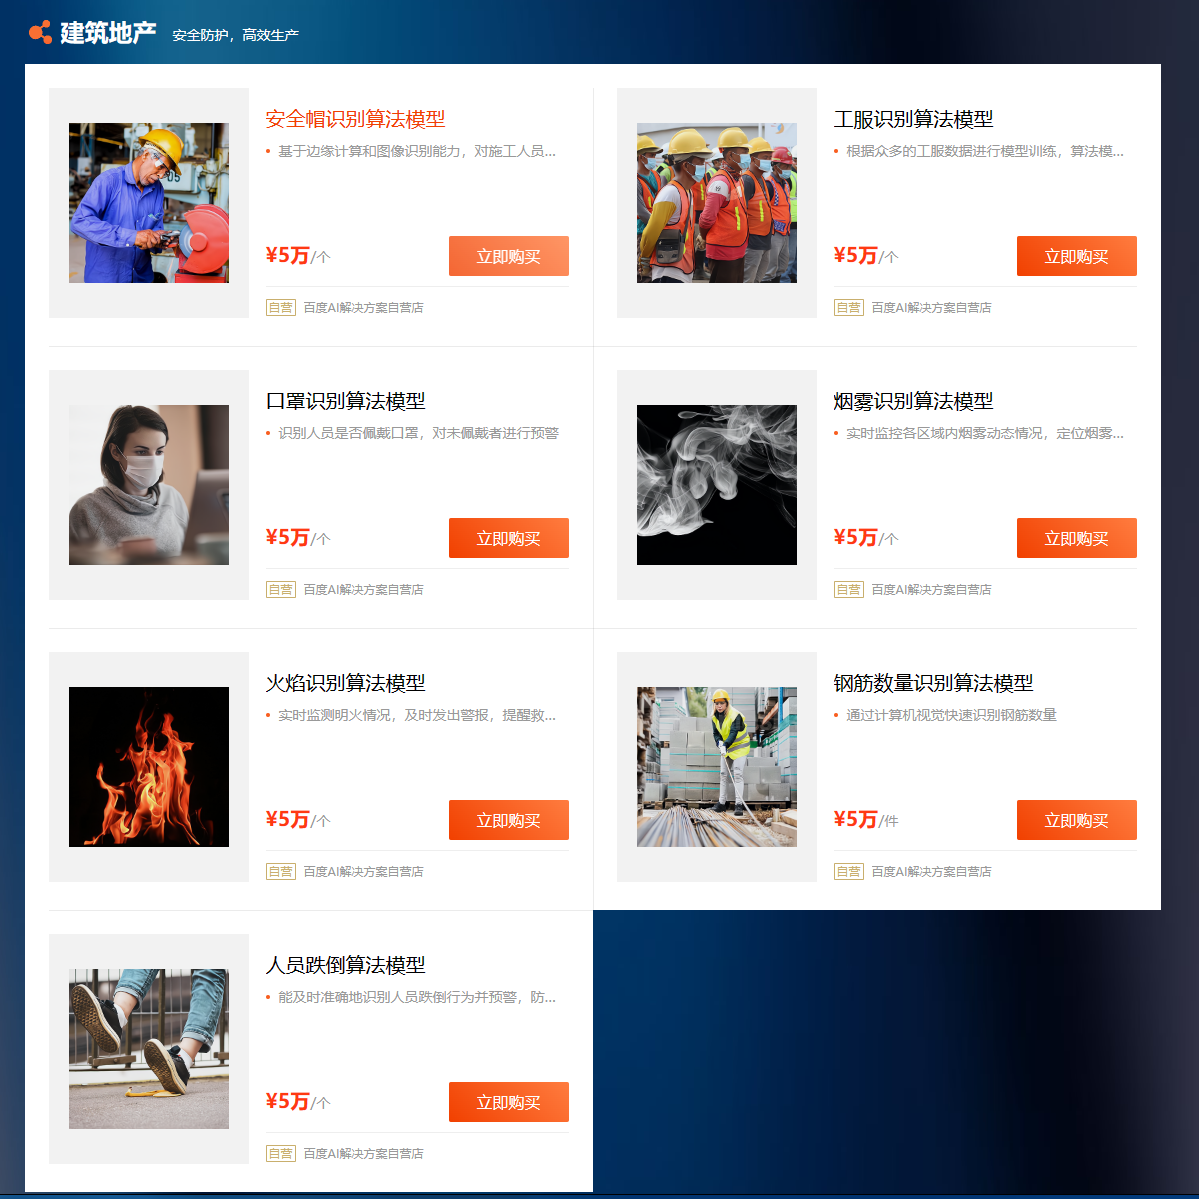 建筑地产 安全防护，高效生产
安全帽识别算法模型
基于边缘计算和图像识别能力，对施工人员...
¥5万/个
立即购买
自营 百度AI解决方案自营店
工服识别算法模型
根据众多的工服数据进行模型训练，算法模...
¥5万/个
立即购买
自营 百度AI解决方案自营店
口罩识别算法模型
识别人员是否佩戴口罩，对未佩戴者进行预警
¥5万/个
立即购买
自营 百度AI解决方案自营店
烟雾识别算法模型
实时监控各区域内烟雾动态情况，定位烟雾...
¥5万/个
立即购买
自营 百度AI解决方案自营店
火焰识别算法模型
实时监测明火情况，及时发出警报，提醒救...
¥5万/个
立即购买
自营 百度AI解决方案自营店
钢筋数量识别算法模型
通过计算机视觉快速识别钢筋数量
¥5万/件
立即购买
自营 百度AI解决方案自营店
人员跌倒算法模型
能及时准确地识别人员跌倒行为并预警，防...
¥5万/个
立即购买
自营 百度AI解决方案自营店